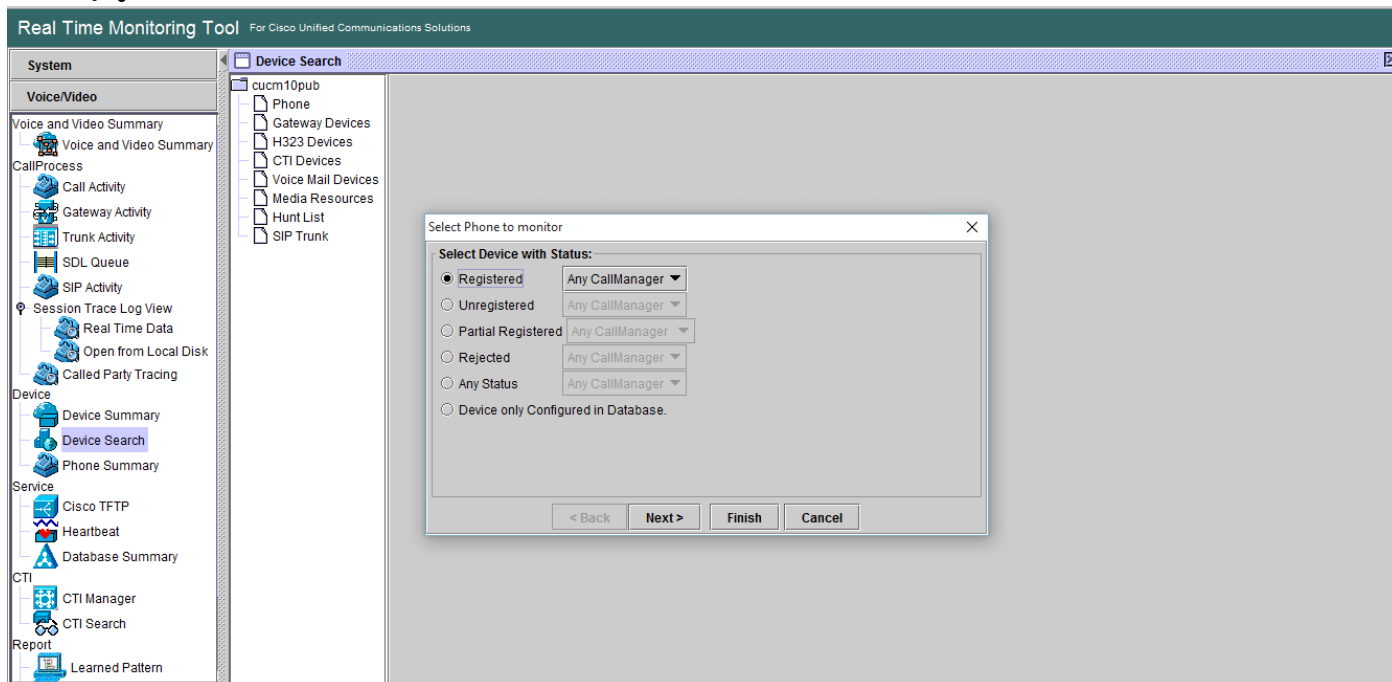 Real Time Monitoring Tool For Cisco Unified Communications Solutions
System
Voice/Video
Voice and Video Summary
Voice and Video Summary
CallProcess
Call Activity
Gateway Activity
Trunk Activity
SDL Queue
SIP Activity
Session Trace Log View
Real Time Data
Open from Local Disk
Called Party Tracing
Device
Device Summary
Device Search
Phone Summary
Service
Cisco TFTP
Heartbeat
Database Summary
CTI
CTI Manager
CTI Search
Report
Learned Pattern
Device Search
cucm10pub
Phone
Gateway Devices
H323 Devices
CTI Devices
Voice Mail Devices
Media Resources
Hunt List
SIP Trunk
Select Phone to monitor
Select Device with Status:
Registered Any CallManager
Unregistered Any CallManager
Partial Registered Any CallManager
Rejected Any CallManager
Any Status Any CallManager
Device only Configured in Database.
< Back Next > Finish Cancel